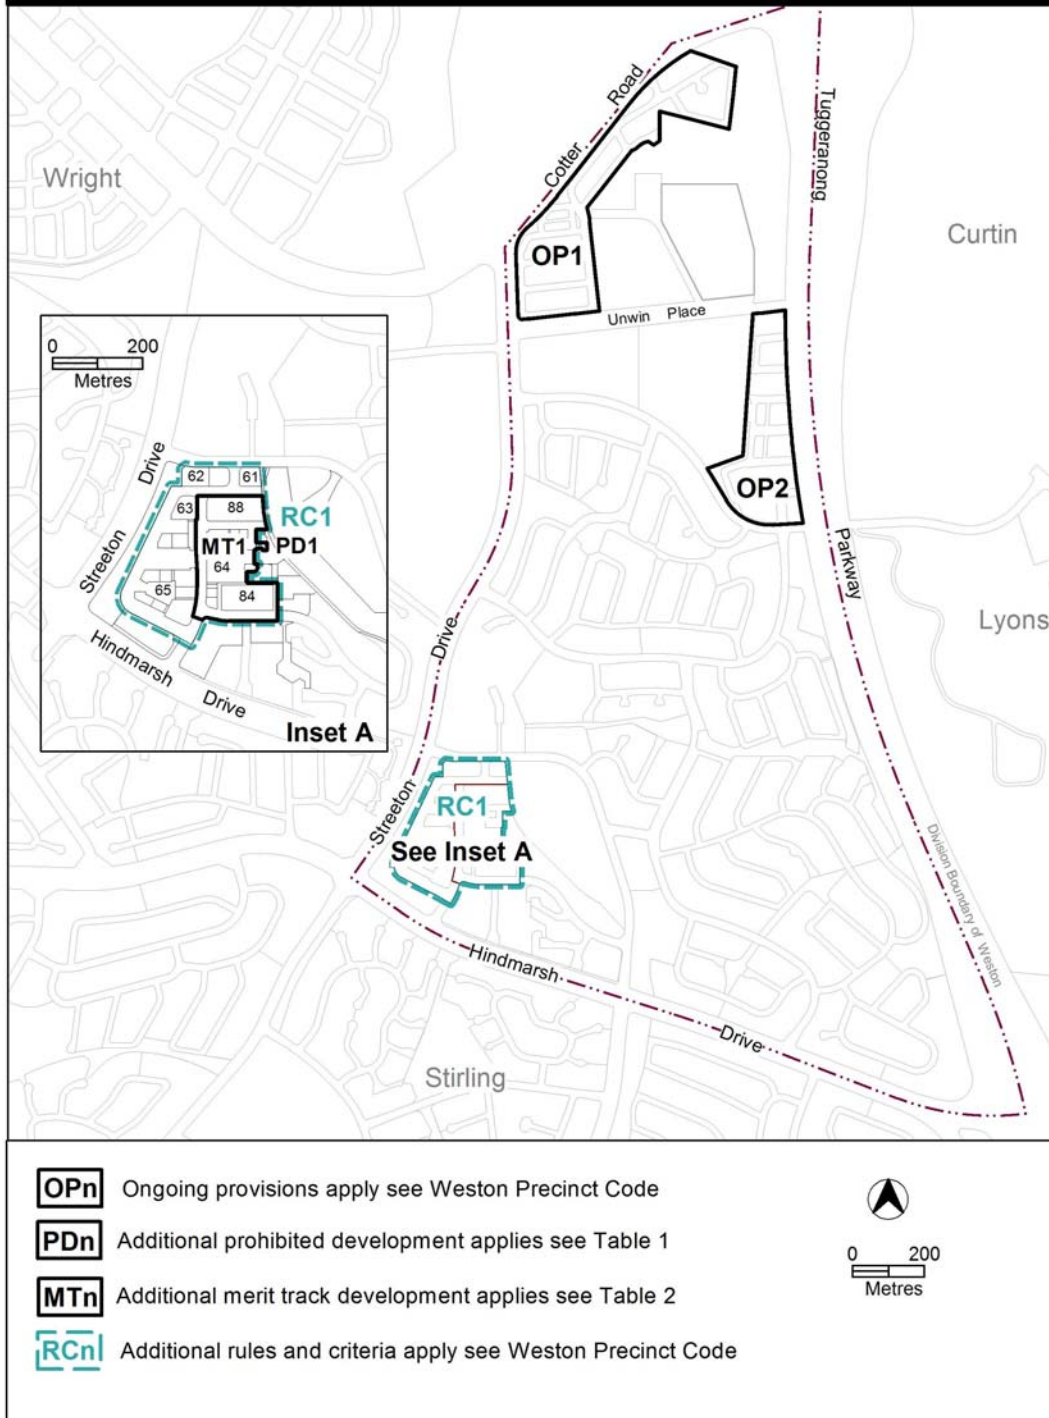 Wright
Cotter
Road
Tuggeranong
Curtin
OP1
Unwin Place
0 200
Metres
OP2
Drive
62
61
63
88
RC1
MT1
PD1
64
65
84
Streeton
Hindmarsh
Drive
Inset A
Parkway
Lyons
Drive
Streeton
RC1
See Inset A
Division Boundary of Weston
Hindmarsh
Drive
Stirling
OPn Ongoing provisions apply see Weston Precinct Code
PDn Additional prohibited development applies see Table 1
MTn Additional merit track development applies see Table 2
RCn Additional rules and criteria apply see Weston Precinct Code
0 200
Metres